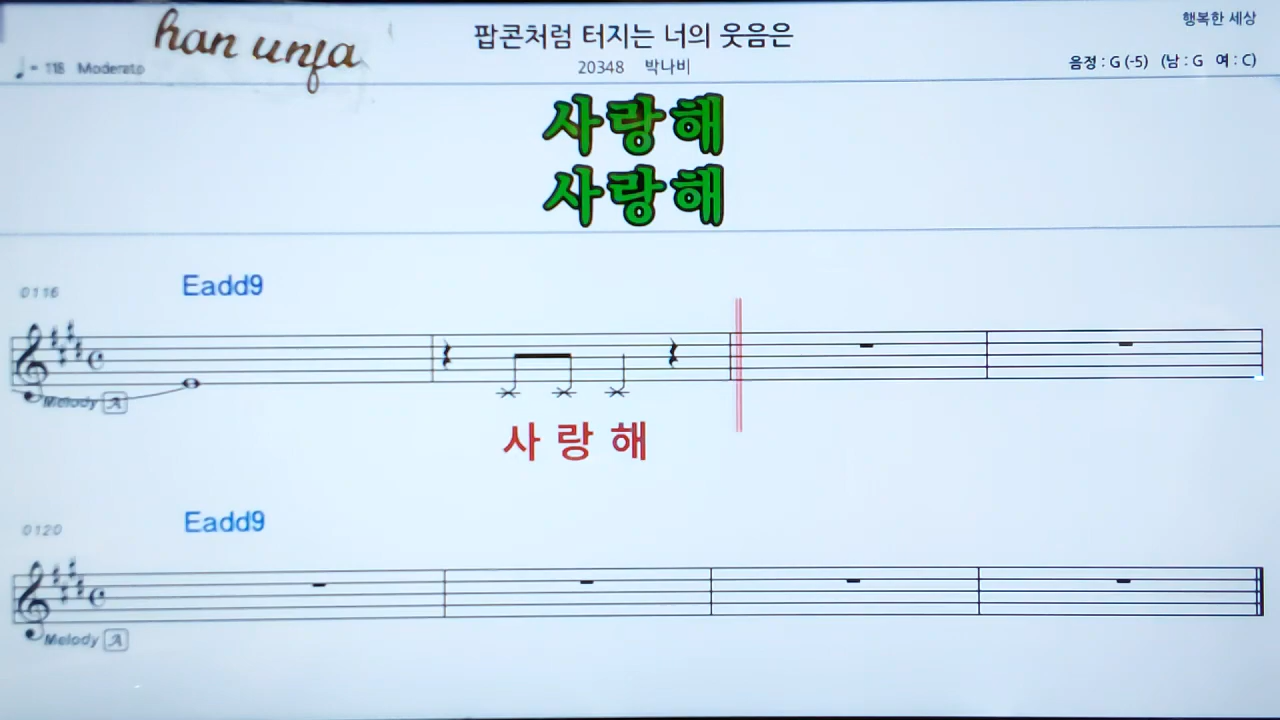 han unfa
팝콘처럼 터지는 너의 웃음은
행복한 세상
♩= 118 Moderato
20348 박나비
음정 : G (-5) (남 : G 여 : C)
사랑해
사랑해
0116
Eadd9
Melody A
사 랑 해
0120
Eadd9
Melody A